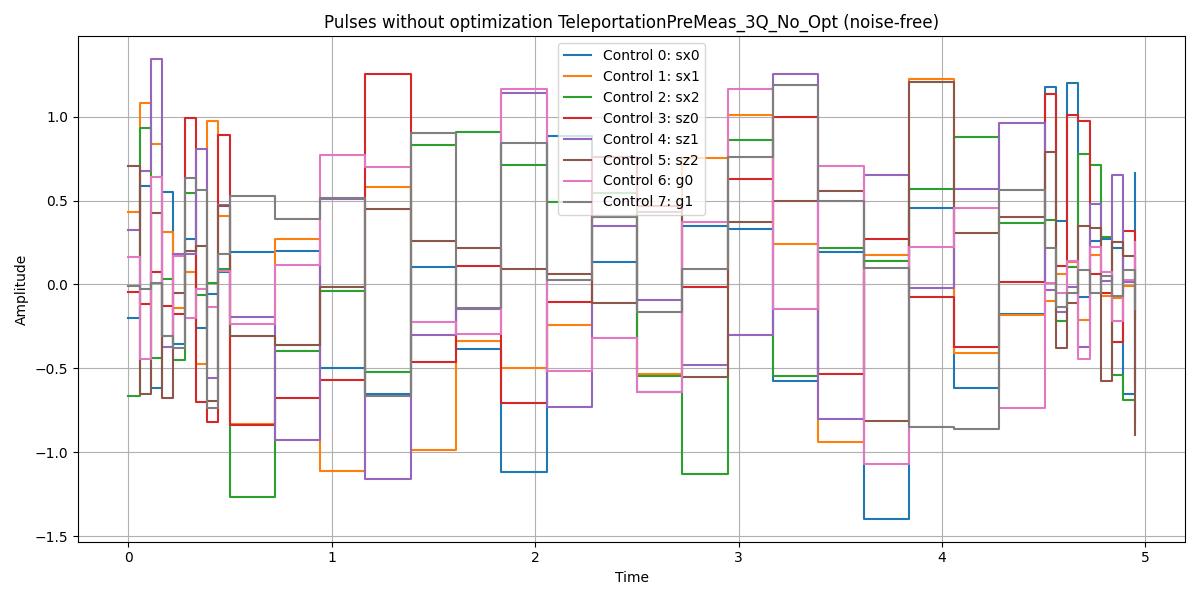 Pulses without optimization TeleportationPreMeas_3Q_No_Opt (noise-free)
Control 0: sx0
Control 1: sx1
Control 2: sx2
Control 3: sz0
Control 4: sz1
Control 5: sz2
Control 6: g0
Control 7: g1
Amplitude
1.0
0.5
0.0
−0.5
−1.0
−1.5
0 1 2 3 4 5
Time